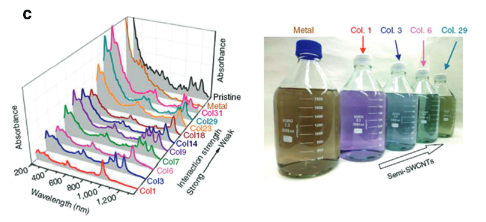 C
Absorbance
Absorbance
200
400
600
800
1,000
1,200
Wavelength (nm)
Pristine
Metal
Col31
Col29
Col23
Col18
Col14
Col9
Col7
Col6
Col3
Col1
Interaction strength
Strong
Weak
Metal
Col. 1
Col. 3
Col. 6
Col. 29
Semi-SWCNTs